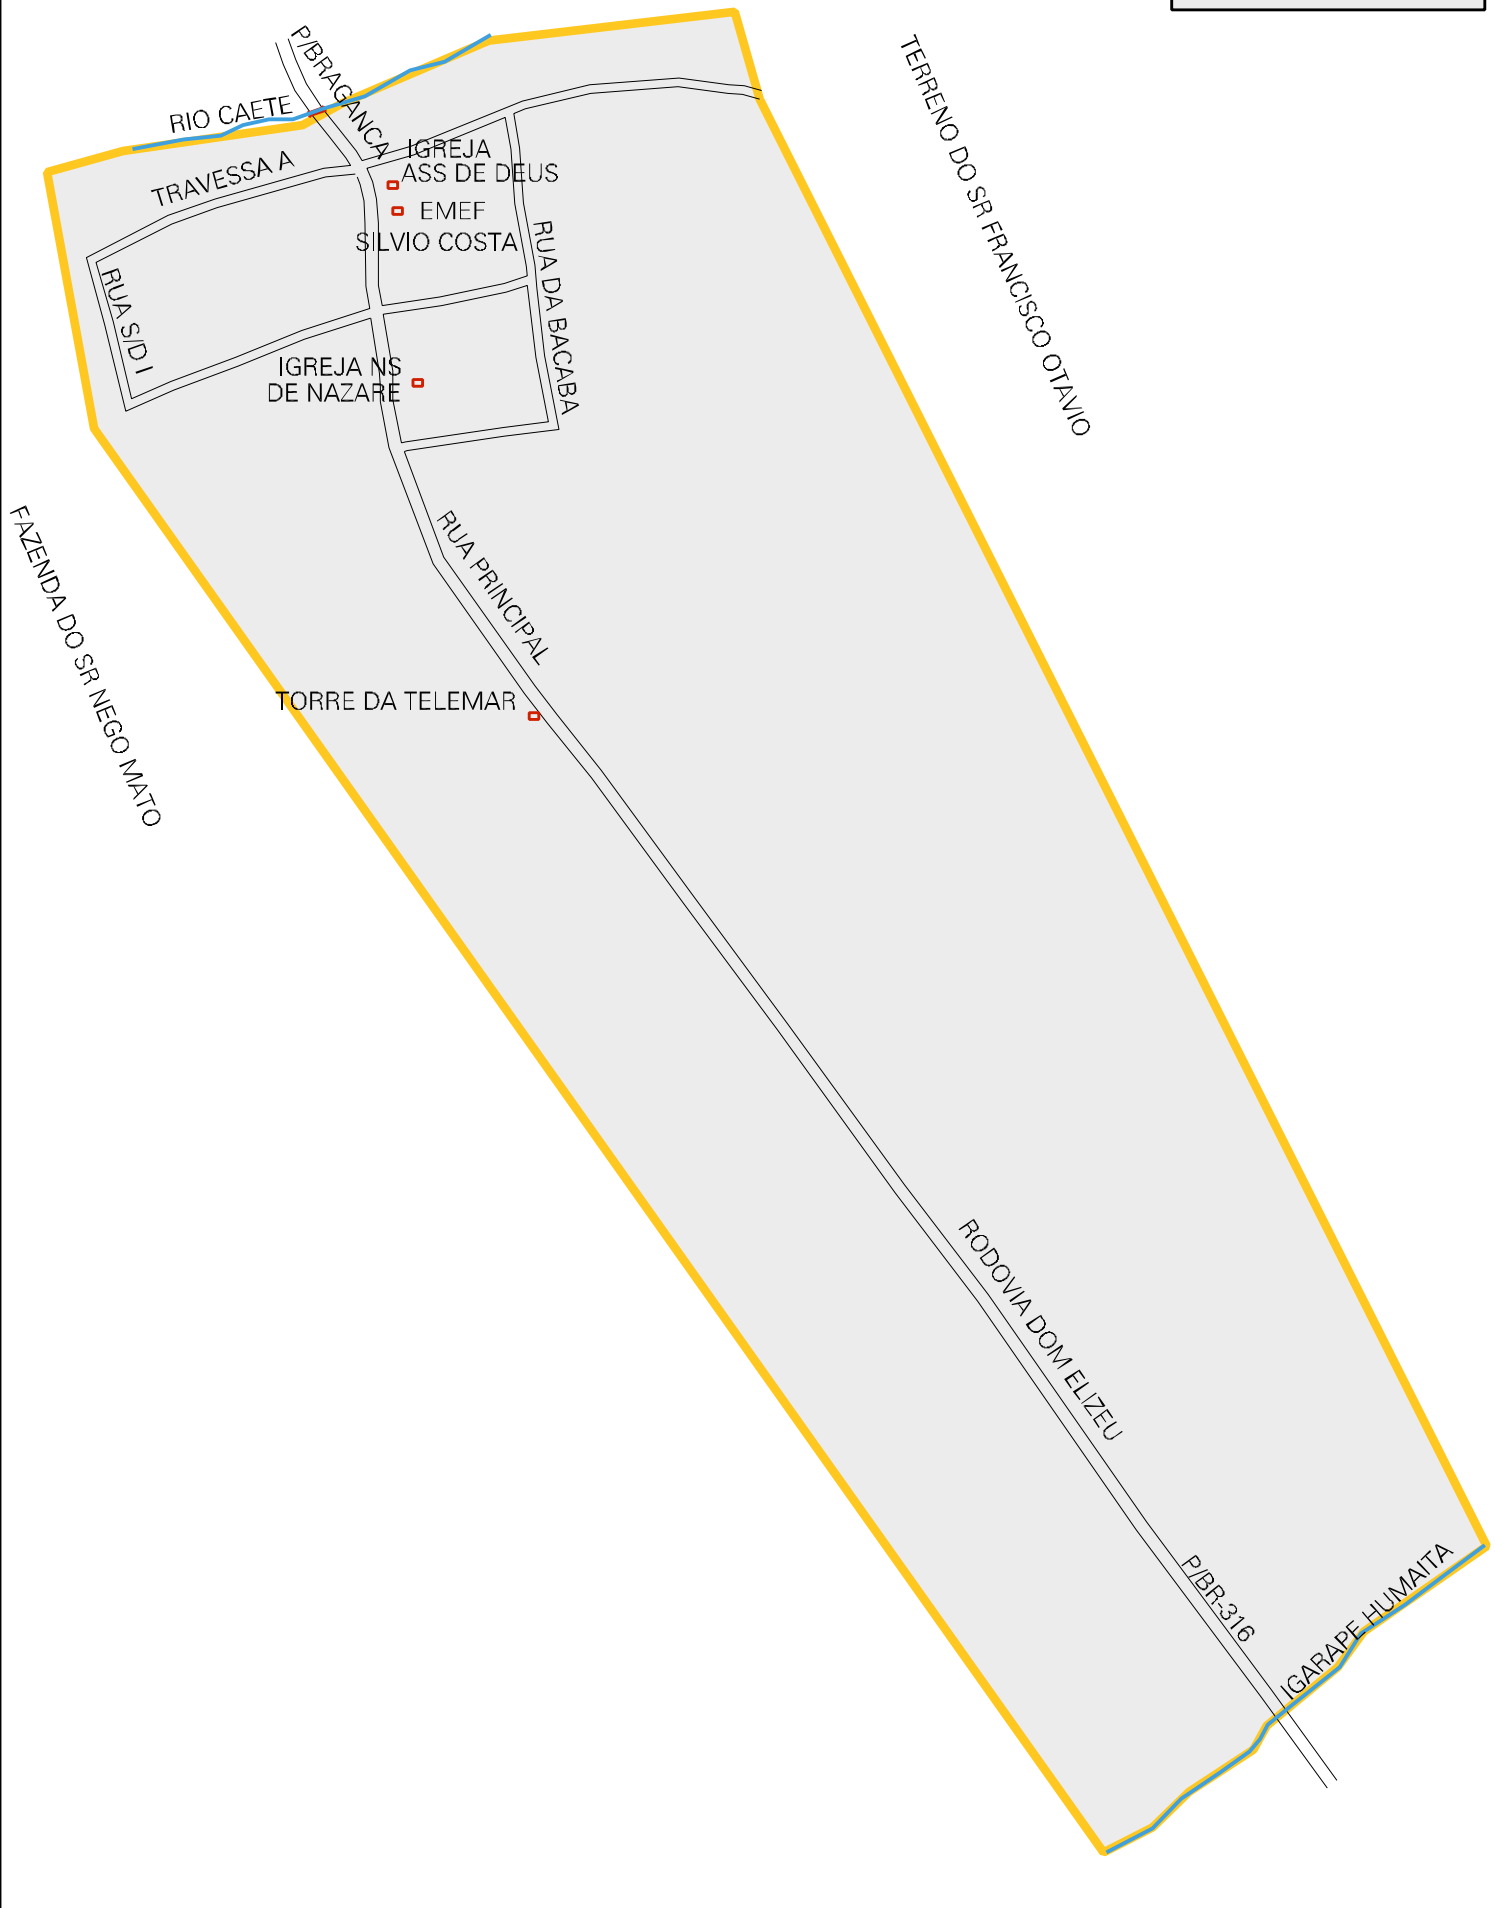 P/BRAGANCA
TERRENO DO SR FRANCISCO OTAVIO
RIO CAETE
TRAVESSA A
IGREJA
ASS DE DEUS
EMEF
SILVIO COSTA
RUA DA BACABA
RUA S/D I
IGREJA NS
DE NAZARE
FAZENDA DO SR NEGO MATO
RUA PRINCIPAL
TORRE DA TELEMAR
RODOVIA DOM ELIZEU
P/BR-316
IGARAPE HUMAITA